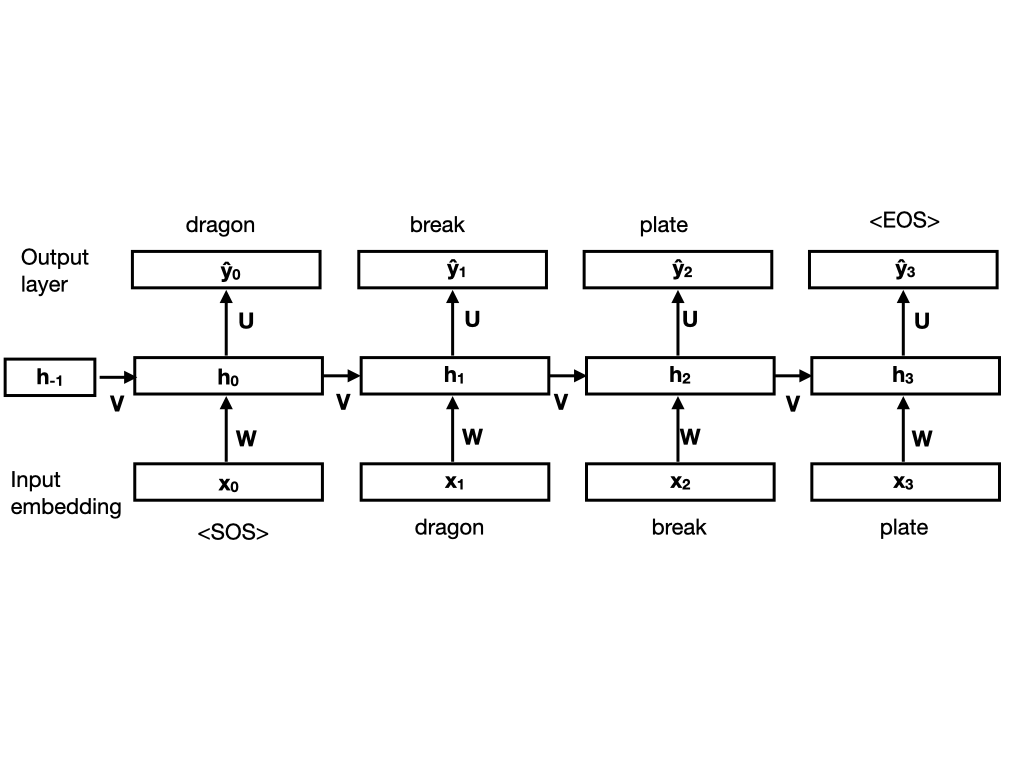 dragon break plate <EOS>
Output
layer
ŷ0 ŷ1 ŷ2 ŷ3
U U U U
h-1 h0 h1 h2 h3
V V V V
W W W W
Input
embedding
x0 x1 x2 x3
<SOS> dragon break plate